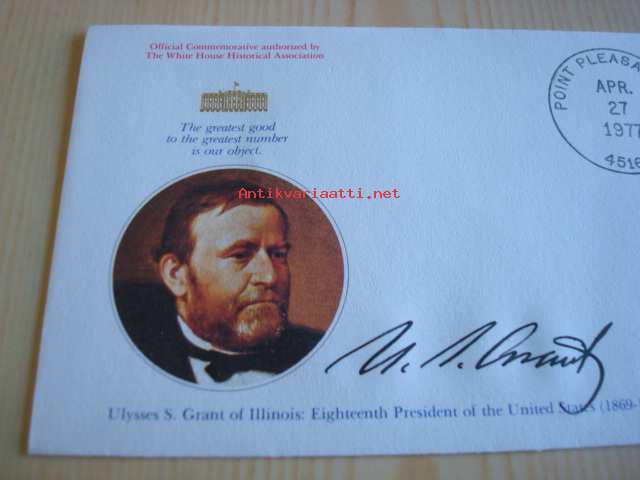 Official Commemorative authorized by
The White House Historical Association
The greatest good
to the greatest number
is our object.
Antikvariaatti.net
POINT PLEASA
APR.
27
1977
4516
U. S. Grant
Ulysses S. Grant of Illinois: Eighteenth President of the United States (1869-